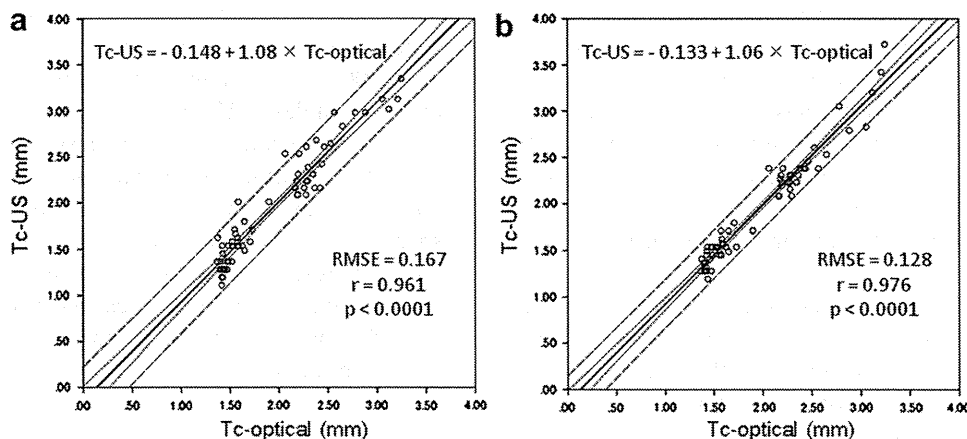 a
Tc-US = - 0.148 + 1.08 × Tc-optical
4.00
3.50
3.00
2.50
2.00
1.50
1.00
.50
.00
Tc-US (mm)
RMSE = 0.167
r = 0.961
p < 0.0001
.00 .50 1.00 1.50 2.00 2.50 3.00 3.50 4.00
Tc-optical (mm)
b
Tc-US = - 0.133 + 1.06 × Tc-optical
4.00
3.50
3.00
2.50
2.00
1.50
1.00
.50
.00
Tc-US (mm)
RMSE = 0.128
r = 0.976
p < 0.0001
.00 .50 1.00 1.50 2.00 2.50 3.00 3.50 4.00
Tc-optical (mm)